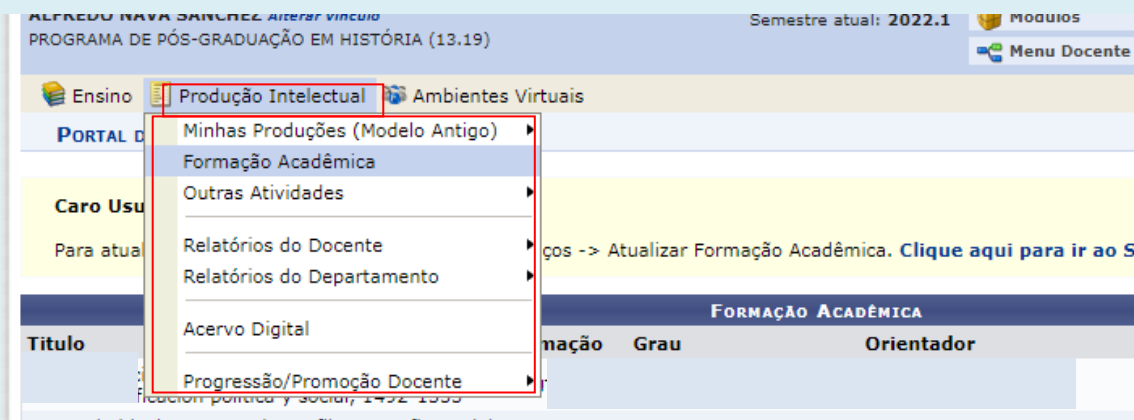 ALFREDO NAVA SANCHEZ Alterar vínculo
Semestre atual: 2022.1
Módulos
PROGRAMA DE PÓS-GRADUAÇÃO EM HISTÓRIA (13.19)
Menu Docente
Ensino Produção Intelectual Ambientes Virtuais
PORTAL D
Minhas Produções (Modelo Antigo)
Formação Acadêmica
Outras Atividades
Relatórios do Docente
Relatórios do Departamento
Acervo Digital
Progressão/Promoção Docente
Caro Usu
Para atual ços -> Atualizar Formação Acadêmica. Clique aqui para ir ao S
FORMAÇÃO ACADÊMICA
Titulo mação Grau Orientador
ificación política y social, 1492-1535